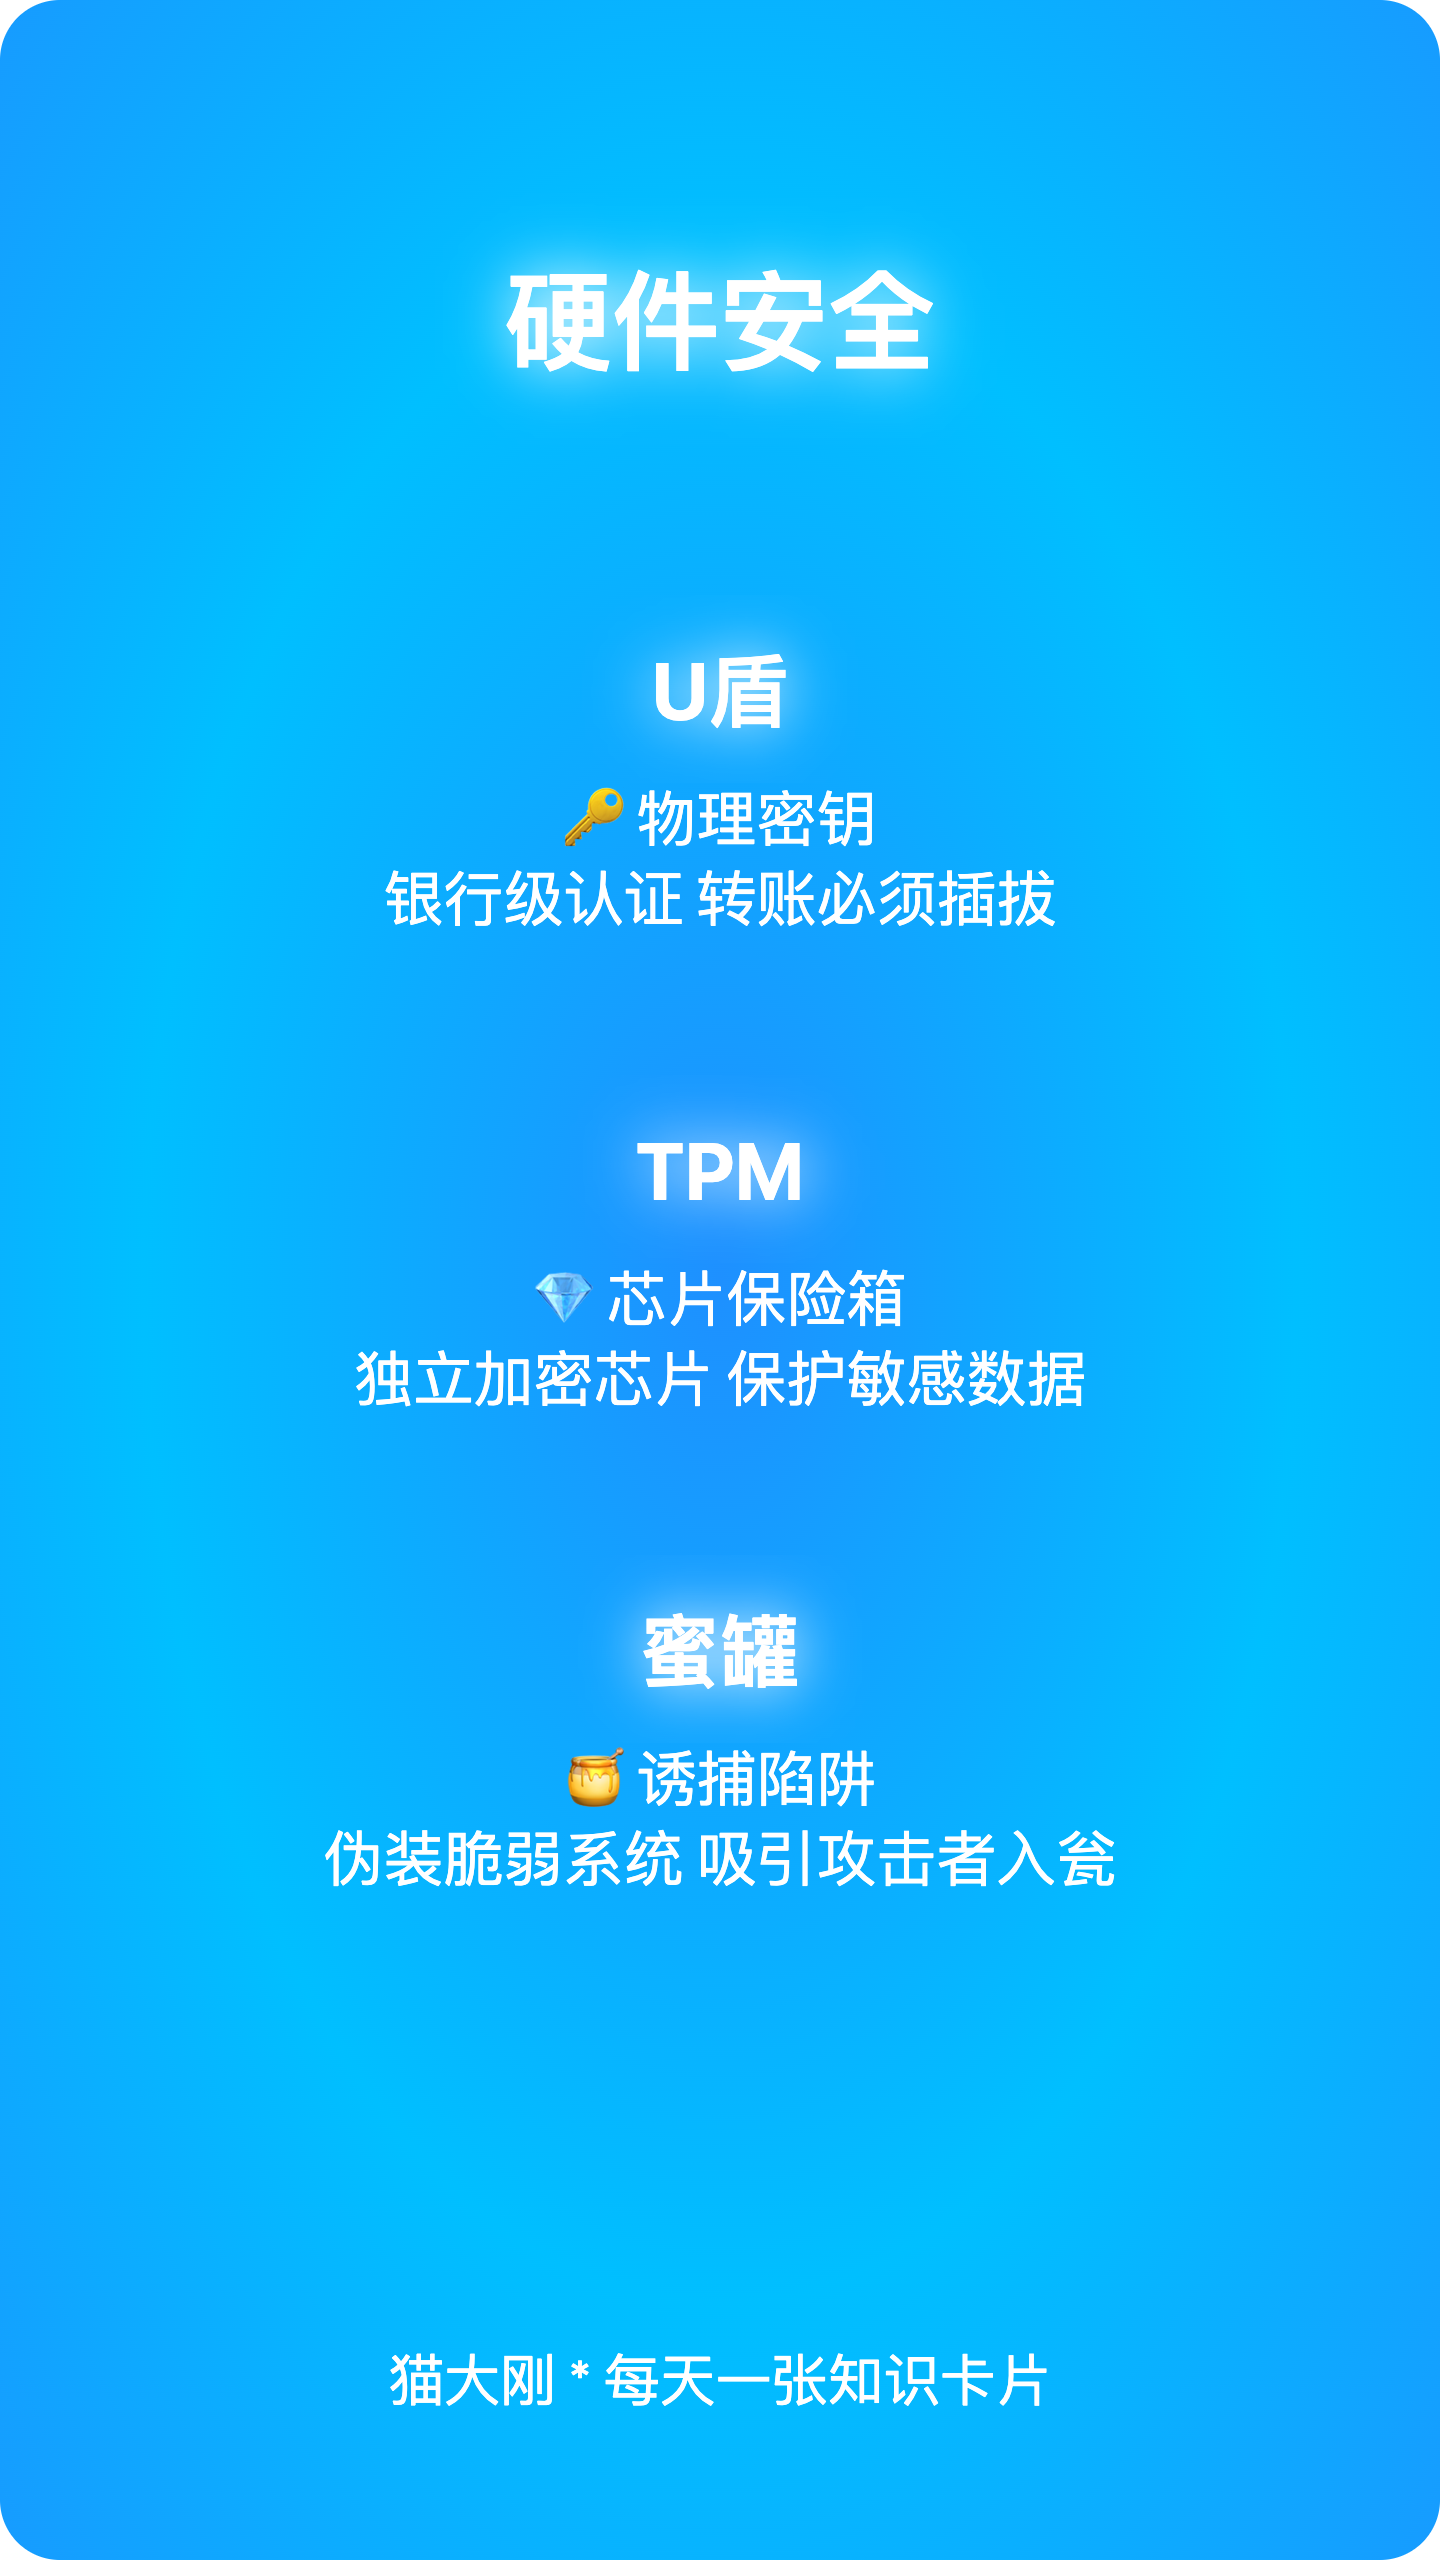 硬件安全
U盾
🔑 物理密钥
银行级认证 转账必须插拔
TPM
💎 芯片保险箱
独立加密芯片 保护敏感数据
蜜罐
🍯 诱捕陷阱
伪装脆弱系统 吸引攻击者入瓮
猫大刚 * 每天一张知识卡片